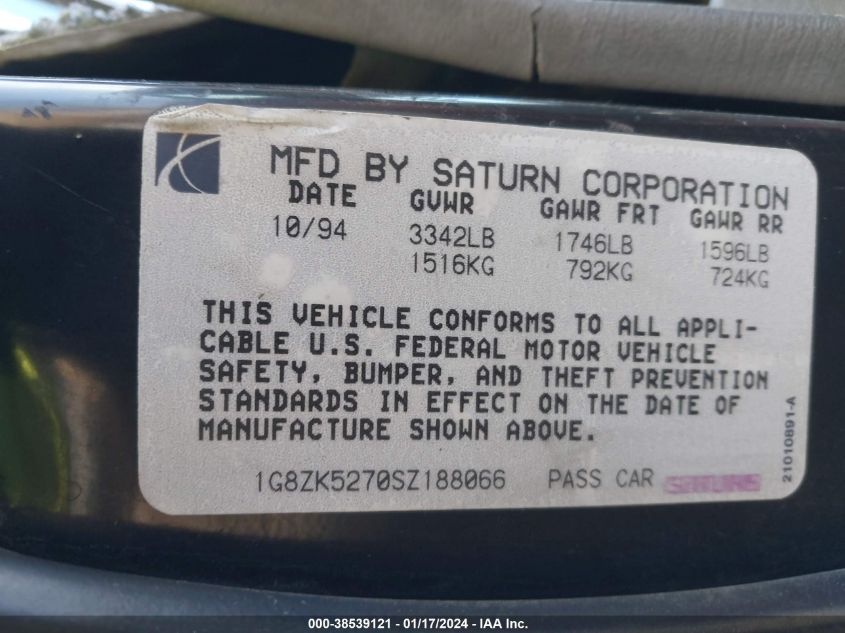 MFD BY SATURN CORPORATION
DATE GVWR GAWR FRT GAWR RR
10/94 3342LB 1746LB 1596LB
1516KG 792KG 724KG
THIS VEHICLE CONFORMS TO ALL APPLI-
CABLE U.S. FEDERAL MOTOR VEHICLE
SAFETY, BUMPER, AND THEFT PREVENTION
STANDARDS IN EFFECT ON THE DATE OF
MANUFACTURE SHOWN ABOVE.
1G8ZK5270SZ188066 PASS CAR
21010891-A
000-38539121 - 01/17/2024 - IAA Inc.